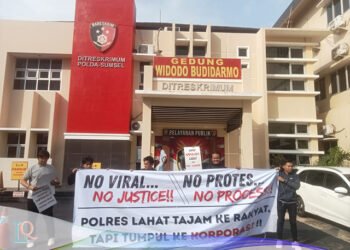 DITRESKRIMUM
POLDA-SUMSEL
GEDUNG
WIDODO BUDIDARMO
DITRESKRIMUM
PELAYANAN PUBLIK
NO VIRAL... NO PROTES...
NO JUSTICE!! NO PROCESS!!
POLRES LAHAT TAJAM KE RAKYAT,
TAPI TUMPUL KE KORPORASI!!